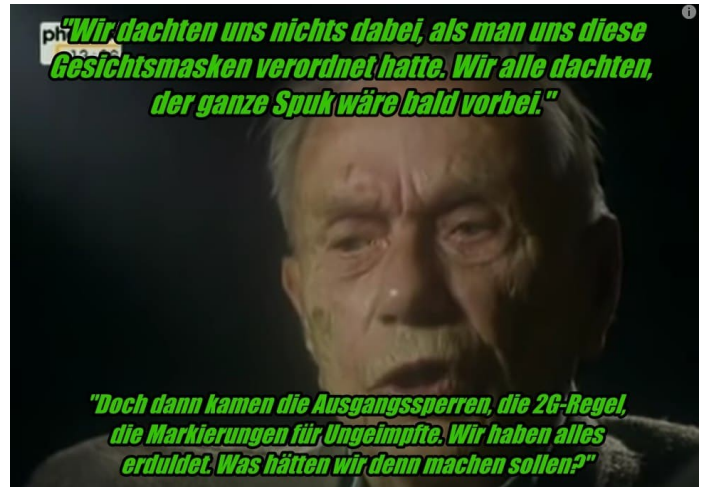 "Wir dachten uns nichts dabei, als man uns diese
Gesichtsmasken verordnet hatte. Wir alle dachten,
der ganze Spuk wäre bald vorbei."
"Doch dann kamen die Ausgangssperren, die 2G-Regel,
die Markierungen für Ungeimpfte. Wir haben alles
erduldet. Was hätten wir denn machen sollen?"